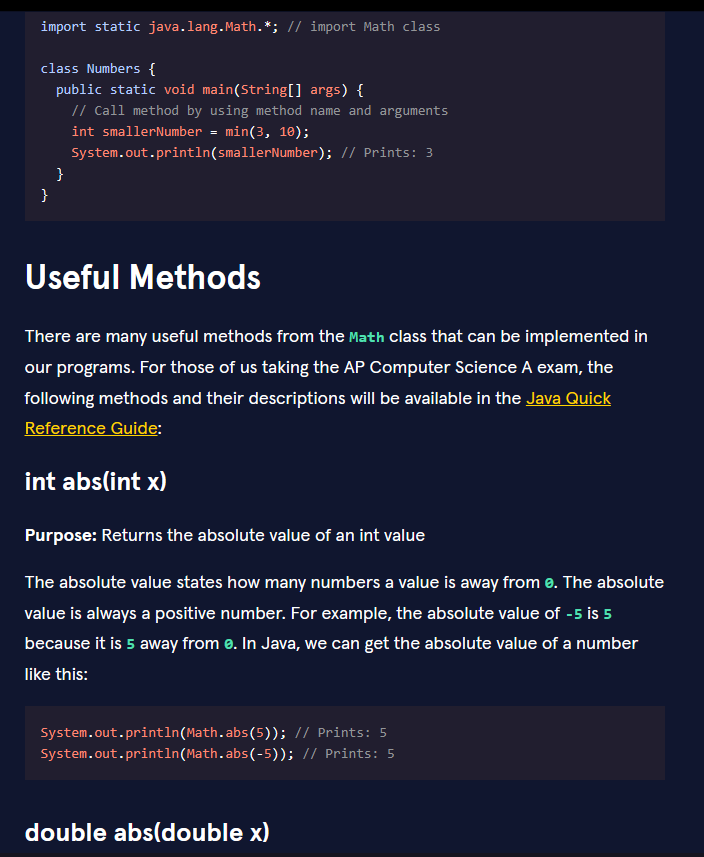 import static java.lang.Math.*; // import Math class
class Numbers {
public static void main(String[] args) {
// Call method by using method name and arguments
int smallerNumber = min(3, 10);
System.out.println(smallerNumber); // Prints: 3
}
}
Useful Methods
There are many useful methods from the Math class that can be implemented in
our programs. For those of us taking the AP Computer Science A exam, the
following methods and their descriptions will be available in the Java Quick
Reference Guide:
int abs(int x)
Purpose: Returns the absolute value of an int value
The absolute value states how many numbers a value is away from 0. The absolute
value is always a positive number. For example, the absolute value of -5 is 5
because it is 5 away from 0. In Java, we can get the absolute value of a number
like this:
System.out.println(Math.abs(5)); // Prints: 5
System.out.println(Math.abs(-5)); // Prints: 5
double abs(double x)